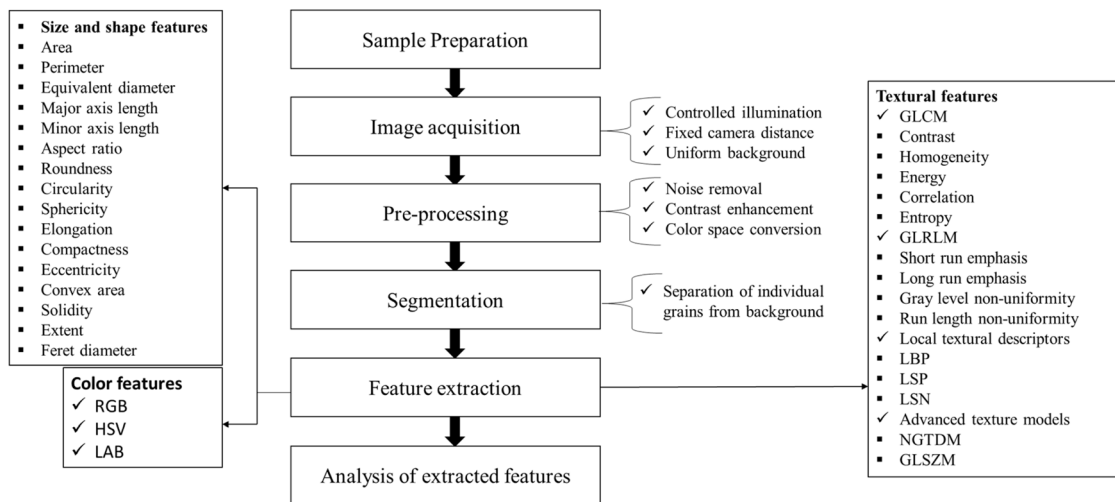 ▪ Size and shape features
▪ Area
▪ Perimeter
▪ Equivalent diameter
▪ Major axis length
▪ Minor axis length
▪ Aspect ratio
▪ Roundness
▪ Circularity
▪ Sphericity
▪ Elongation
▪ Compactness
▪ Eccentricity
▪ Convex area
▪ Solidity
▪ Extent
▪ Feret diameter
Color features
✓ RGB
✓ HSV
✓ LAB
Sample Preparation
Image acquisition
✓ Controlled illumination
✓ Fixed camera distance
✓ Uniform background
Pre-processing
✓ Noise removal
✓ Contrast enhancement
✓ Color space conversion
Segmentation
✓ Separation of individual
grains from background
Feature extraction
Analysis of extracted features
Textural features
✓ GLCM
▪ Contrast
▪ Homogeneity
▪ Energy
▪ Correlation
▪ Entropy
✓ GLRLM
▪ Short run emphasis
▪ Long run emphasis
▪ Gray level non-uniformity
▪ Run length non-uniformity
✓ Local textural descriptors
▪ LBP
▪ LSP
▪ LSN
✓ Advanced texture models
▪ NGTDM
▪ GLSZM